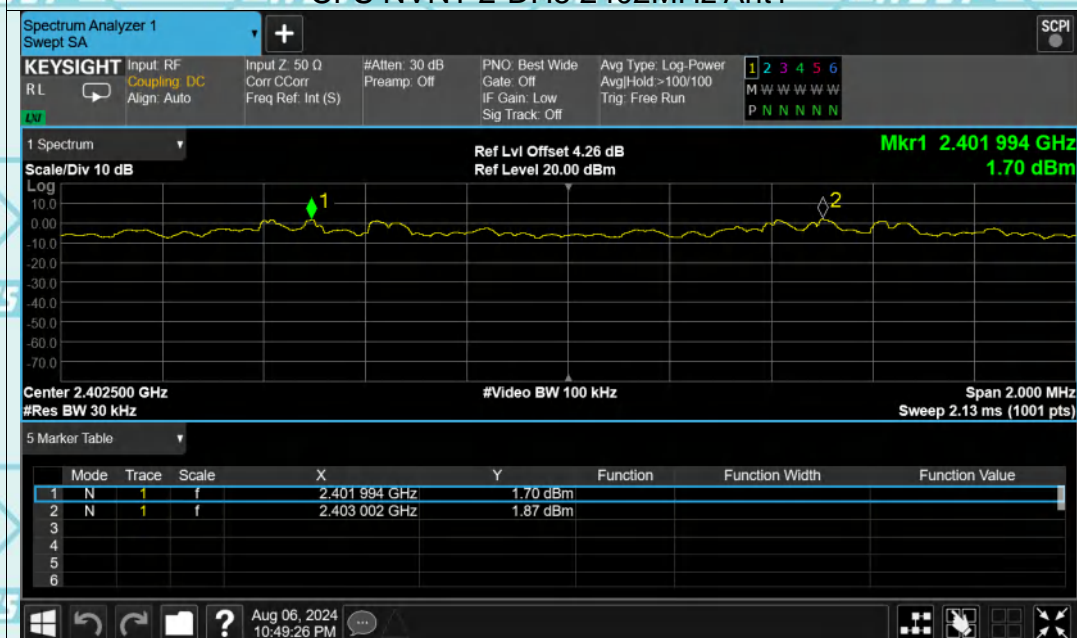 CFS NVNT 2-DH5 2402MHz Ant1
Spectrum Analyzer 1
Swept SA
+
SCPI
KEYSIGHT
RL
LXI
Input: RF
Coupling: DC
Align: Auto
Input Z: 50 Ω
Corr CCorr
Freq Ref: Int (S)
#Atten: 30 dB
Preamp: Off
PNO: Best Wide
Gate: Off
IF Gain: Low
Sig Track: Off
Avg Type: Log-Power
Avg|Hold:>100/100
Trig: Free Run
1 2 3 4 5 6
M W W W W W
P N N N N N
1 Spectrum
Scale/Div 10 dB
Ref Lvl Offset 4.26 dB
Ref Level 20.00 dBm
Mkr1 2.401 994 GHz
1.70 dBm
Log
10.0
0.00
-10.0
-20.0
-30.0
-40.0
-50.0
-60.0
-70.0
1
2
Center 2.402500 GHz
#Res BW 30 kHz
#Video BW 100 kHz
Span 2.000 MHz
Sweep 2.13 ms (1001 pts)
5 Marker Table
Mode Trace Scale X Y Function Function Width Function Value
1 N 1 f 2.401 994 GHz 1.70 dBm
2 N 1 f 2.403 002 GHz 1.87 dBm
3
4
5
6
?
Aug 06, 2024
10:49:26 PM